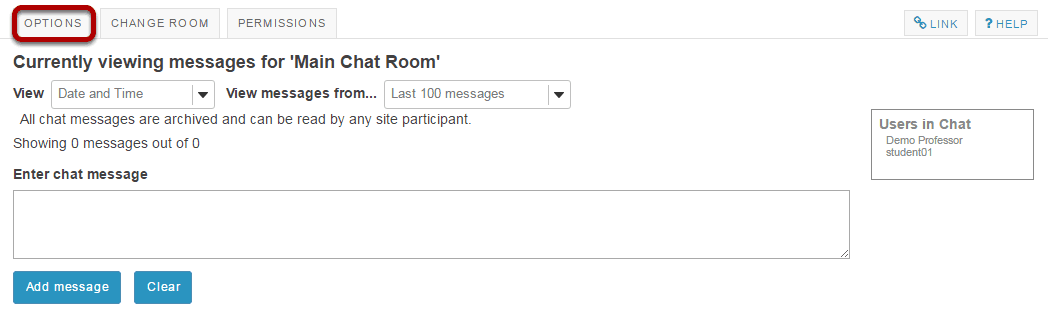 OPTIONS CHANGE ROOM PERMISSIONS LINK ? HELP
Currently viewing messages for 'Main Chat Room'
View Date and Time View messages from... Last 100 messages
All chat messages are archived and can be read by any site participant.
Showing 0 messages out of 0
Users in Chat
Demo Professor
student01
Enter chat message
Add message Clear